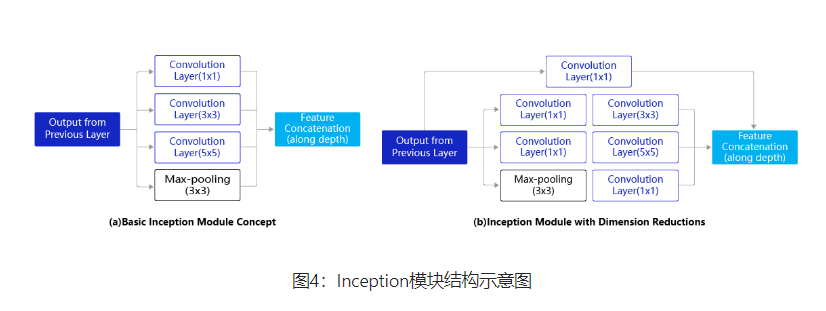 Output from
Previous Layer
Convolution
Layer(1x1)
Convolution
Layer(3x3)
Convolution
Layer(5x5)
Max-pooling
(3x3)
Feature
Concatenation
(along depth)
(a)Basic Inception Module Concept
Output from
Previous Layer
Convolution
Layer(1x1)
Convolution
Layer(1x1)
Convolution
Layer(3x3)
Convolution
Layer(1x1)
Convolution
Layer(5x5)
Max-pooling
(3x3)
Convolution
Layer(1x1)
Feature
Concatenation
(along depth)
(b)Inception Module with Dimension Reductions
图4：Inception模块结构示意图